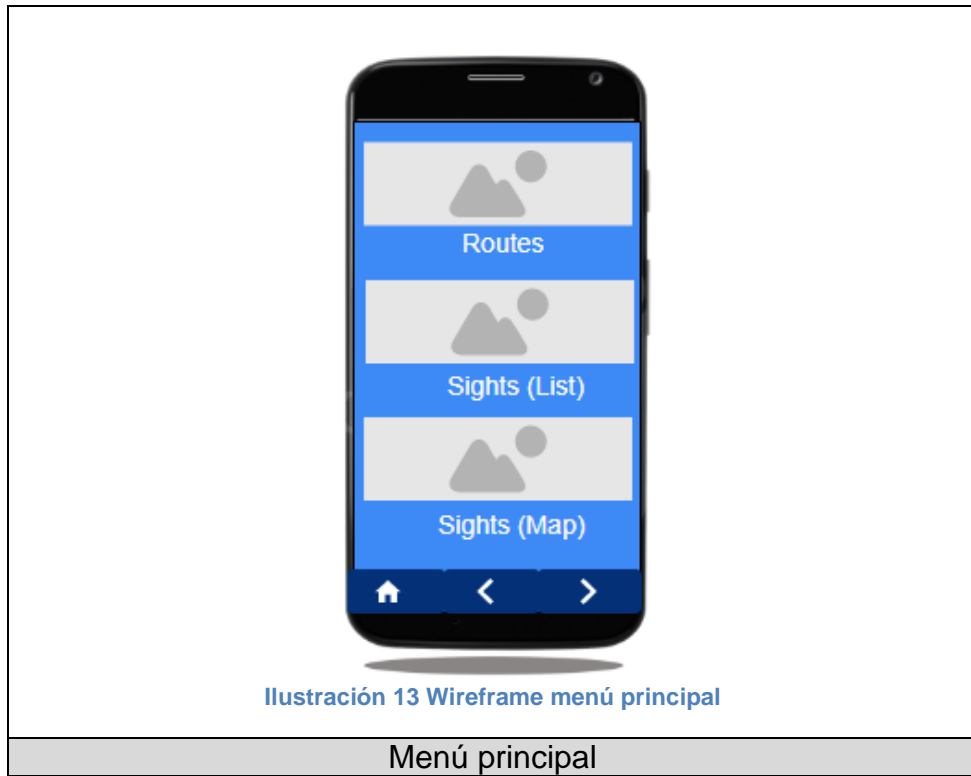 Routes
Sights (List)
Sights (Map)
Ilustración 13 Wireframe menú principal
Menú principal